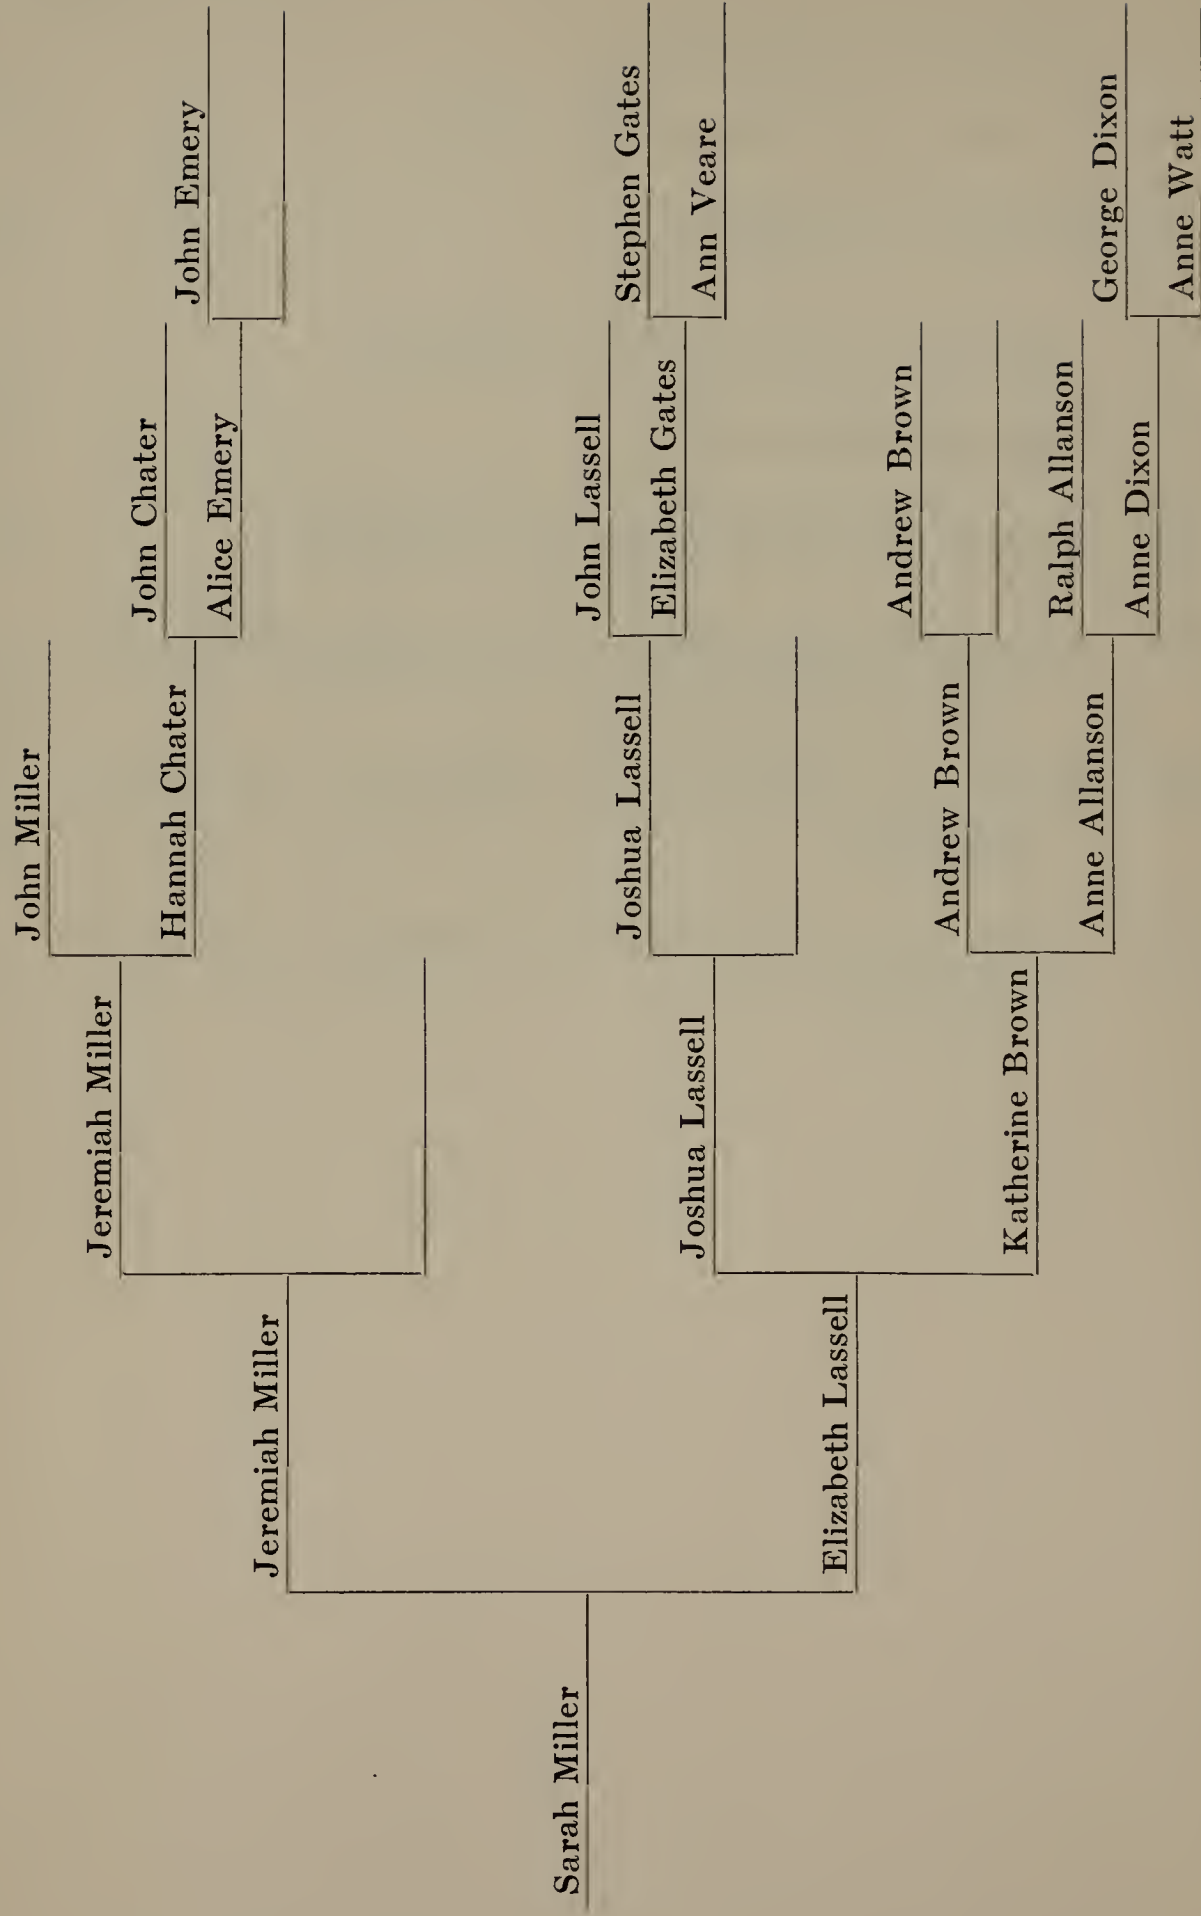 John Emery
John Chater
Alice Emery
John Miller
Hannah Chater
Jeremiah Miller
Jeremiah Miller
Stephen Gates
Ann Veare
John Lassell
Elizabeth Gates
Joshua Lassell
Joshua Lassell
Andrew Brown
Andrew Brown
Ralph Allanson
George Dixon
Anne Watt
Anne Dixon
Anne Allanson
Katherine Brown
Elizabeth Lassell
Sarah Miller